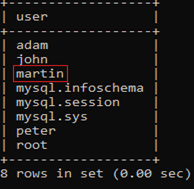 +------------------+
| user
+------------------+
| adam
| john
| martin
| mysql.infoschema |
| mysql.session |
| mysql.sys |
| peter
| root
+------------------+
8 rows in set (0.00 sec)